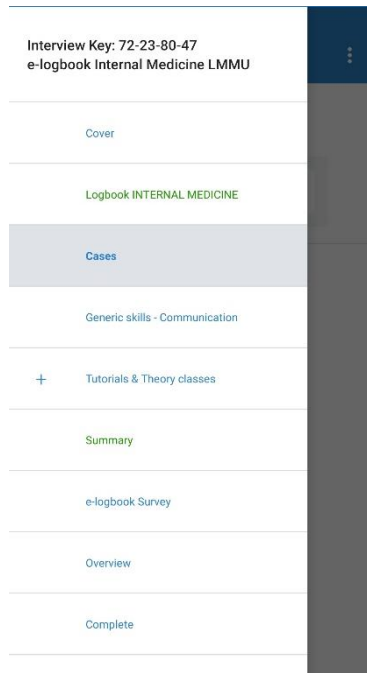 Interview Key: 72-23-80-47
e-logbook Internal Medicine LMMU
Cover
Logbook INTERNAL MEDICINE
Cases
Generic skills - Communication
+ Tutorials & Theory classes
Summary
e-logbook Survey
Overview
Complete